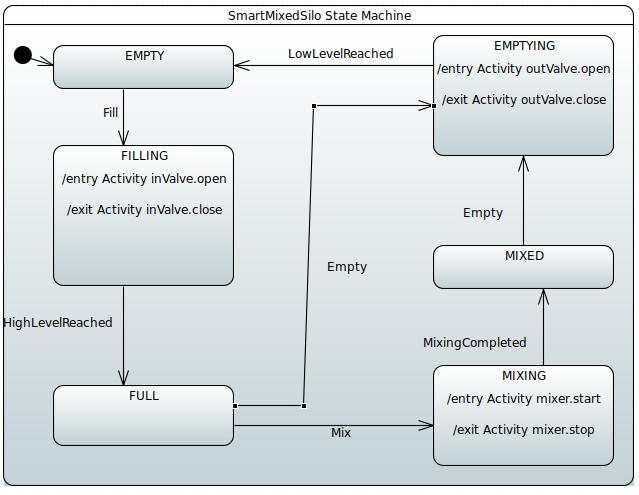 SmartMixedSilo State Machine
EMPTY
LowLevelReached
EMPTYING
/entry Activity outValve.open
/exit Activity outValve.close
Fill
FILLING
/entry Activity inValve.open
/exit Activity inValve.close
Empty
Empty
MIXED
HighLevelReached
MixingCompleted
FULL
Mix
MIXING
/entry Activity mixer.start
/exit Activity mixer.stop